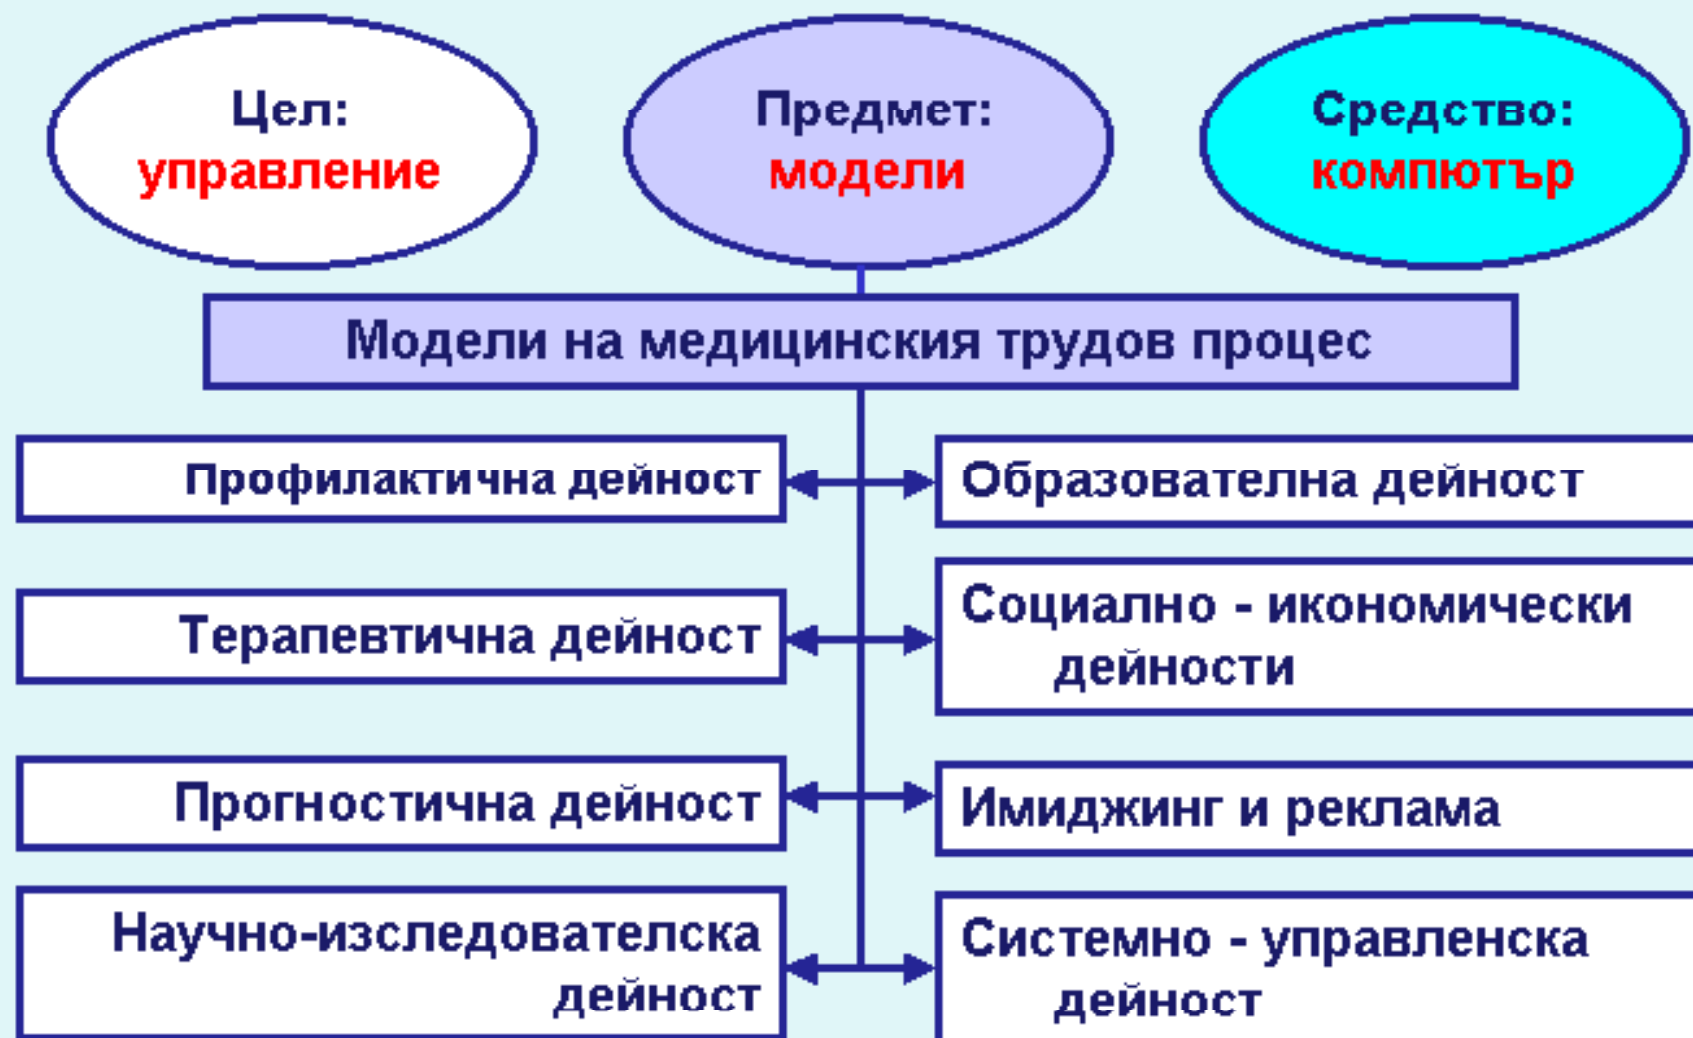 Цел:
управление
Предмет:
модели
Средство:
компютър
Модели на медицинския трудов процес
Профилактична дейност
Образователна дейност
Терапевтична дейност
Социално - икономически
дейности
Прогностична дейност
Имиджинг и реклама
Научно-изследователска
дейност
Системно - управленска
дейност